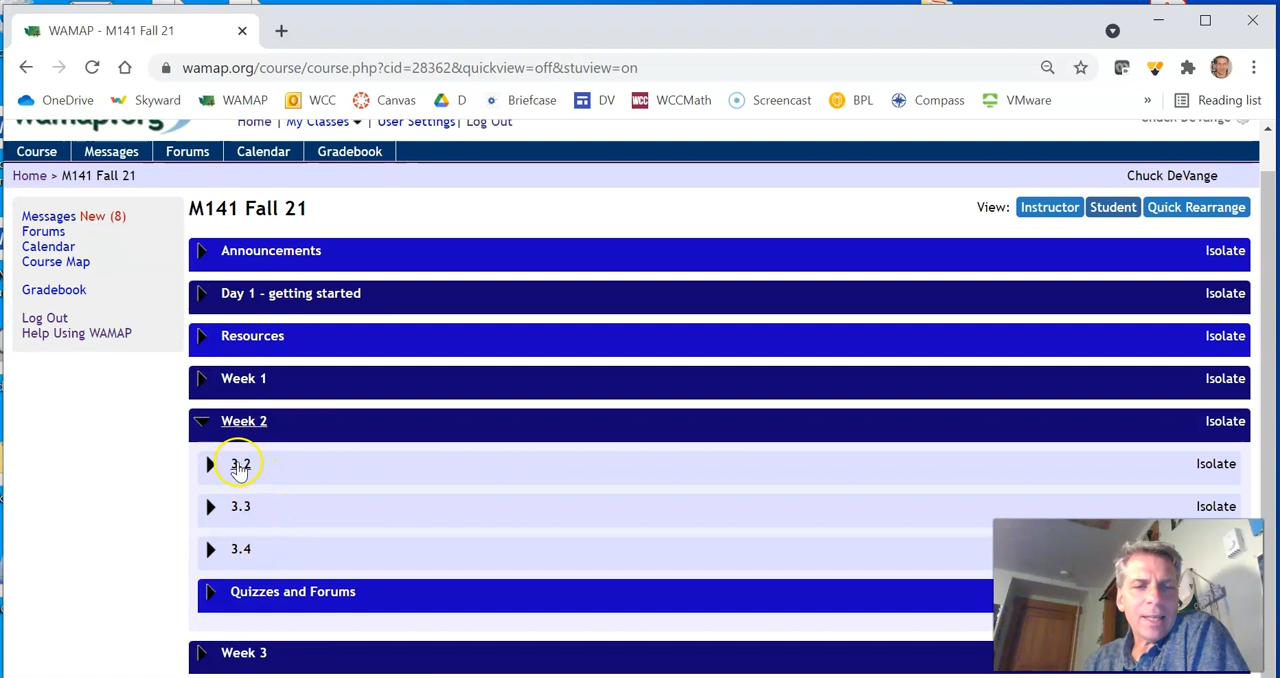 WAMAP - M141 Fall 21
wamap.org/course/course.php?cid=28362&quickview=off&stuview=on
OneDrive Skyward WAMAP WCC Canvas D Briefcase DV WCCMath Screencast BPL Compass VMware » Reading list
wamap.org Home My Classes User Settings | Log Out Chuck DeVange
Course Messages Forums Calendar Gradebook
Home > M141 Fall 21 Chuck DeVange
Messages New (8)
Forums
Calendar
Course Map
Gradebook
Log Out
Help Using WAMAP
M141 Fall 21 View: Instructor Student Quick Rearrange
Announcements Isolate
Day 1 - getting started Isolate
Resources Isolate
Week 1 Isolate
Week 2 Isolate
3.2 Isolate
3.3 Isolate
3.4
Quizzes and Forums
Week 3